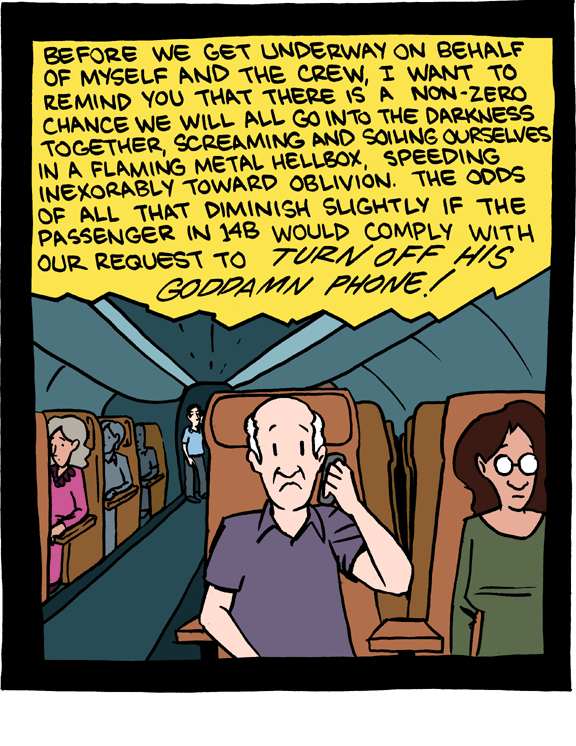 BEFORE WE GET UNDERWAY ON BEHALF
OF MYSELF AND THE CREW, I WANT TO
REMIND YOU THAT THERE IS A NON-ZERO
CHANCE WE WILL ALL GO INTO THE DARKNESS
TOGETHER, SCREAMING AND SOILING OURSELVES
IN A FLAMING METAL HELLBOX, SPEEDING
INEXORABLY TOWARD OBLIVION. THE ODDS
OF ALL THAT DIMINISH SLIGHTLY IF THE
PASSENGER IN 14B WOULD COMPLY WITH
OUR REQUEST TO TURN OFF HIS
GODDAMN PHONE!